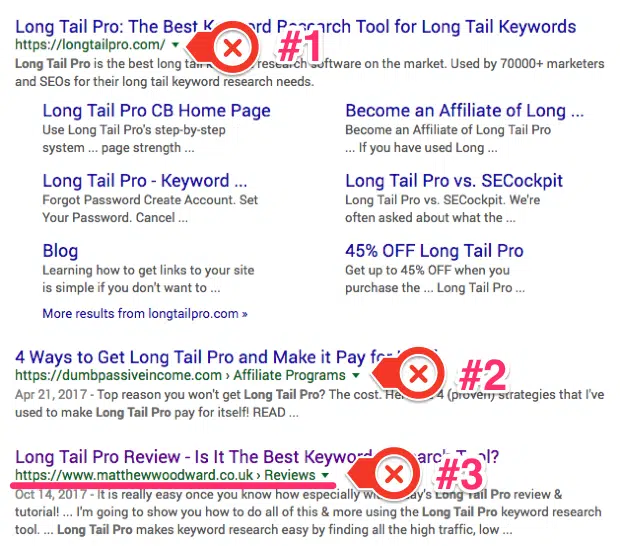 Long Tail Pro: The Best Keyword Research Tool for Long Tail Keywords
https://longtailpro.com/
#1
Long Tail Pro is the best long tail research software on the market. Used by 70000+ marketers
and SEOs for their long tail keyword research needs.
Long Tail Pro CB Home Page
Use Long Tail Pro's step-by-step
system ... page strength ...
Become an Affiliate of Long ...
Become an Affiliate of Long Tail Pro
... If you have used Long ...
Long Tail Pro - Keyword ...
Forgot Password Create Account. Set
Your Password. Cancel ...
Long Tail Pro vs. SECockpit
Long Tail Pro vs. SECockpit. We're
often asked about what the ...
Blog
Learning how to get links to your site
is simple if you don't want to ...
45% OFF Long Tail Pro
Get up to 45% OFF when you
purchase the ... Long Tail Pro ...
More results from longtailpro.com »
4 Ways to Get Long Tail Pro and Make it Pay for
https://dumbpassiveincome.com › Affiliate Programs
#2
Apr 21, 2017 - Top reason you won't get Long Tail Pro? The cost. 4 (proven) strategies that I've
used to make Long Tail Pro pay for itself! READ ...
Long Tail Pro Review - Is It The Best Keyword Research Tool?
https://www.matthewwoodward.co.uk › Reviews
#3
Oct 14, 2017 - It is really easy once you know how especially with today's Long Tail Pro review &
tutorial! ... I'm going to show you how to do all of this & more using the Long Tail Pro keyword research
tool. ... Long Tail Pro makes keyword research easy by finding all the high traffic, low ...